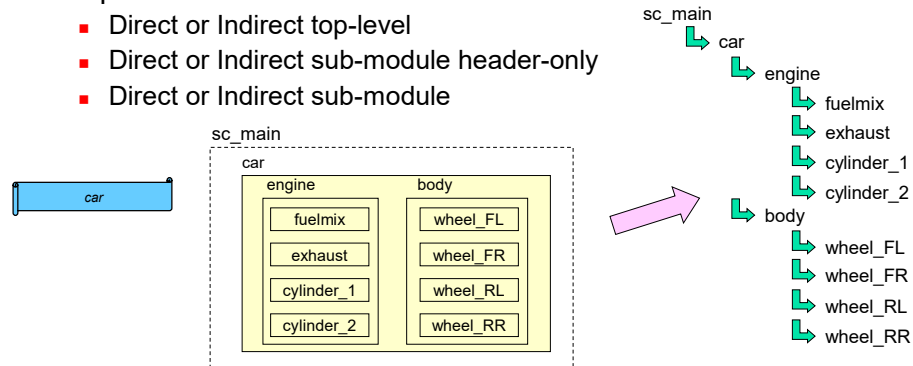 Direct or Indirect top-level
Direct or Indirect sub-module header-only
Direct or Indirect sub-module
sc_main
car
engine
fuelmix
exhaust
cylinder_1
cylinder_2
body
wheel_FL
wheel_FR
wheel_RL
wheel_RR
car
sc_main
car
engine
body
fuelmix
wheel_FL
exhaust
wheel_FR
cylinder_1
wheel_RL
cylinder_2
wheel_RR